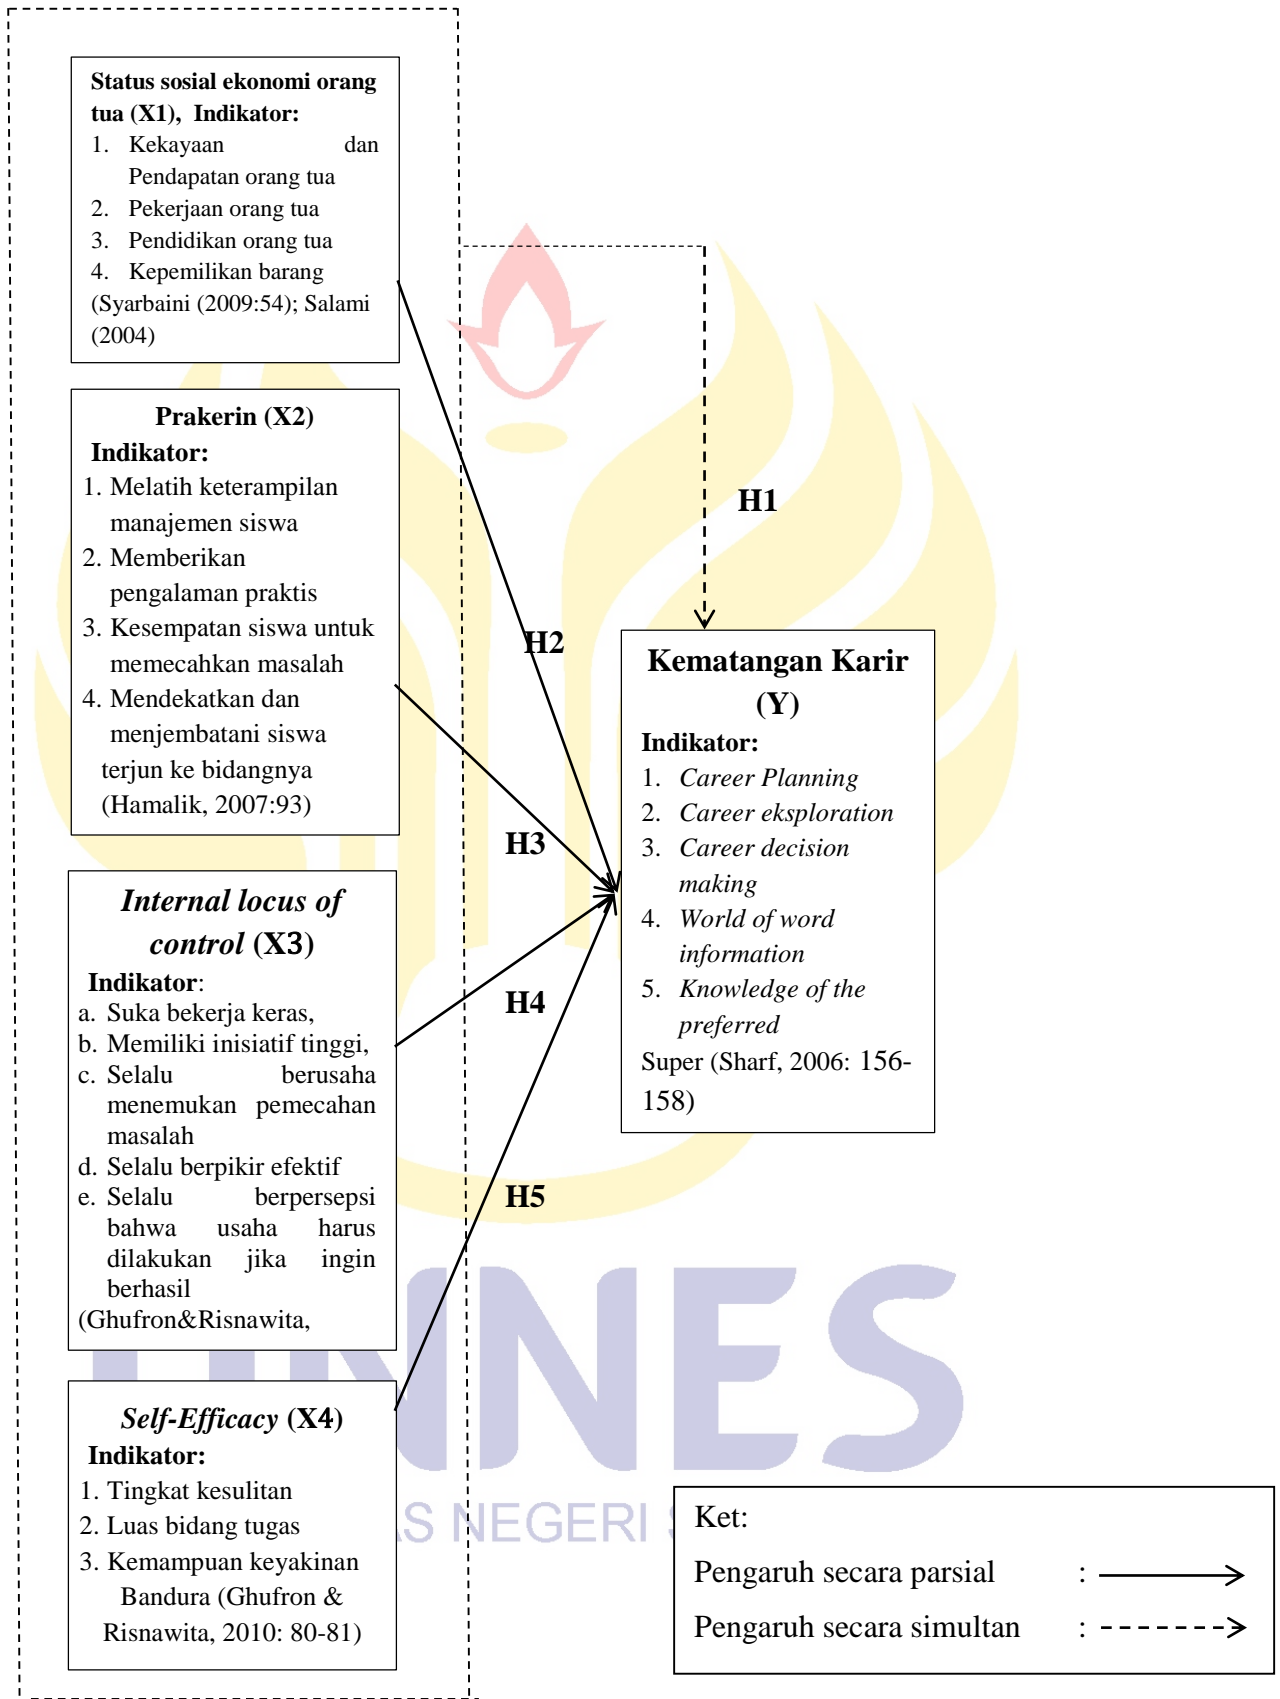 Status sosial ekonomi orang
tua (X1), Indikator:
1. Kekayaan dan
Pendapatan orang tua
2. Pekerjaan orang tua
3. Pendidikan orang tua
4. Kepemilikan barang
(Syarbaini (2009:54); Salami
(2004)
Prakerin (X2)
Indikator:
1. Melatih keterampilan
manajemen siswa
2. Memberikan
pengalaman praktis
3. Kesempatan siswa untuk
memecahkan masalah
4. Mendekatkan dan
menjembatani siswa
terjun ke bidangnya
(Hamalik, 2007:93)
Internal locus of
control (X3)
Indikator:
a. Suka bekerja keras,
b. Memiliki inisiatif tinggi,
c. Selalu berusaha
menemukan pemecahan
masalah
d. Selalu berpikir efektif
e. Selalu berpersepsi
bahwa usaha harus
dilakukan jika ingin
berhasil
(Ghufron&Risnawita,
Self-Efficacy (X4)
Indikator:
1. Tingkat kesulitan
2. Luas bidang tugas
3. Kemampuan keyakinan
Bandura (Ghufron &
Risnawita, 2010: 80-81)
H1
H2
H3
H4
H5
Kematangan Karir
(Y)
Indikator:
1. Career Planning
2. Career eksploration
3. Career decision
making
4. World of word
information
5. Knowledge of the
preferred
Super (Sharf, 2006: 156-
158)
Ket:
Pengaruh secara parsial :
Pengaruh secara simultan :
NNES
AS NEGERI S